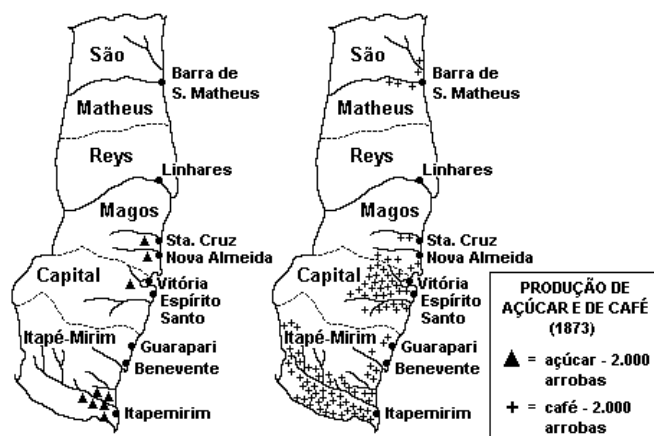 São
Barra de
S. Matheus
Matheus
Reys
Linhares
Magos
Sta. Cruz
Nova Almeida
Capital
Vitória
Espírito
Santo
Itapé-Mirim
Guarapari
Benevente
Itapemirim
São
Barra de
S. Matheus
Matheus
Reys
Linhares
Magos
Sta. Cruz
Nova Almeida
Capital
Vitória
Espírito
Santo
Itapé-Mirim
Guarapari
Benevente
Itapemirim
PRODUÇÃO DE
AÇÚCAR E DE CAFÉ
(1873)
= açúcar - 2.000
arrobas
= café - 2.000
arrobas